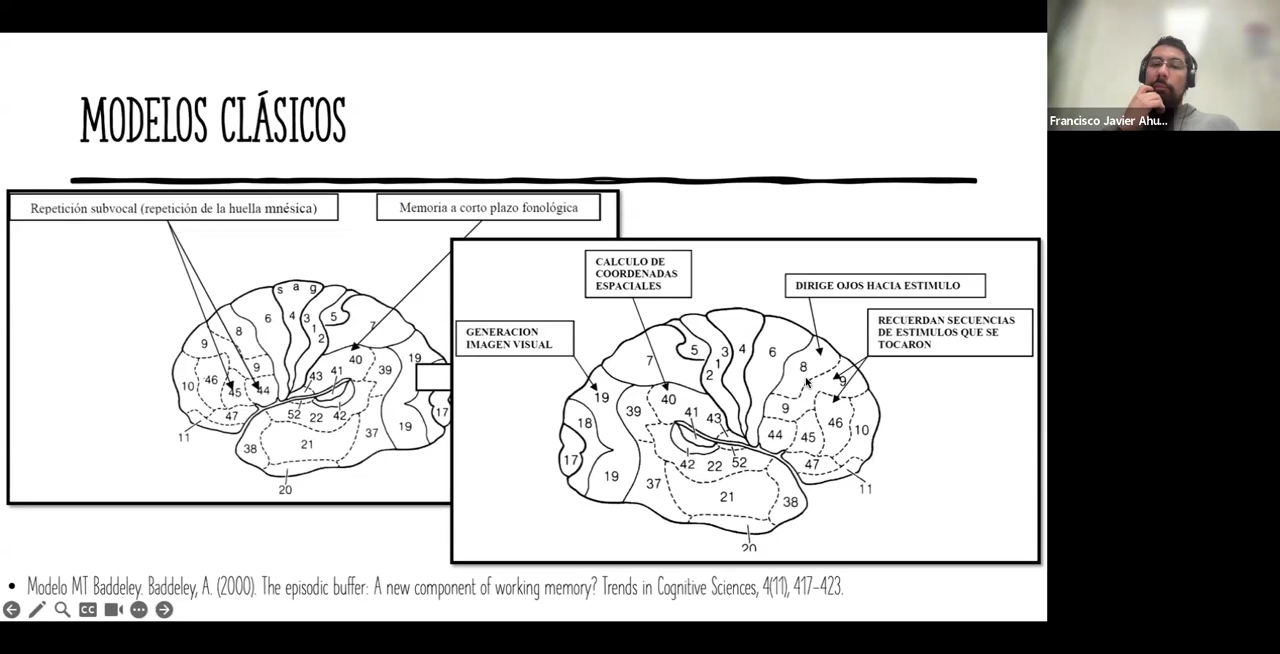 MODELOS CLÁSICOS
Francisco Javier Ahu...
Repetición subvocal (repetición de la huella mnésica)
Memoria a corto plazo fonológica
s a g
6 4 3 1 2 5 7
8 9 9 10 46 45 44 47 11
43 41 40 39 19
52 22 42 37 19 17
38 21 20
CALCULO DE
COORDENADAS
ESPACIALES
DIRIGE OJOS HACIA ESTIMULO
GENERACION
IMAGEN VISUAL
RECUERDAN SECUENCIAS
DE ESTIMULOS QUE SE
TOCARON
7 5 3 1 2 4 6 8 9
19 40 39 41 43 9 46 10
18 44 45
17 42 22 52 47
19 37 21 38 11
20
• Modelo MT Baddeley. Baddeley, A. (2000). The episodic buffer: A new component of working memory? Trends in Cognitive Sciences, 4(11), 417–423.
CC